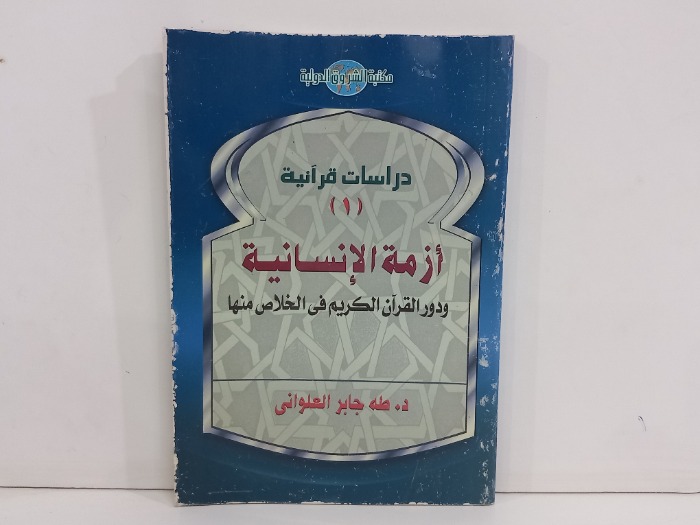 مكتبة الشروق الدولية
دراسات قرآنية
(١)
أزمة الإنسانية
ودور القرآن الكريم فى الخلاص منها
د. طه جابر العلوانى